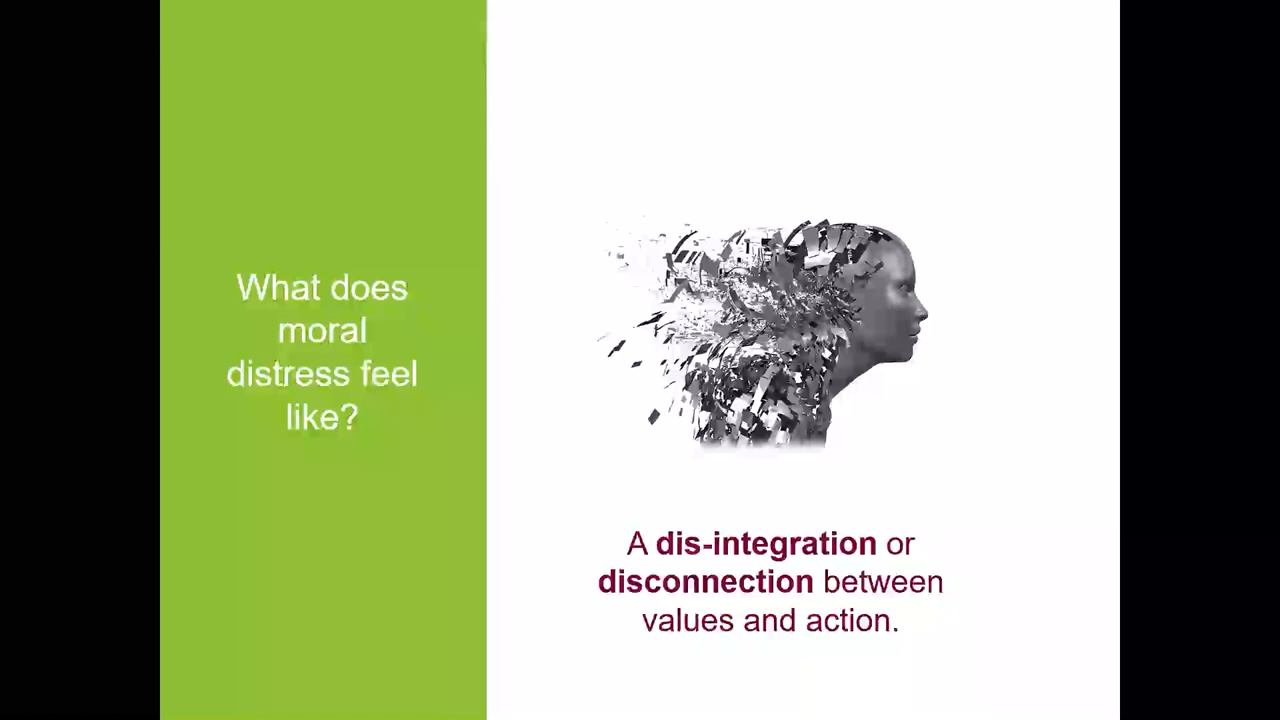 What does
moral
distress feel
like?
A dis-integration or
disconnection between
values and action.